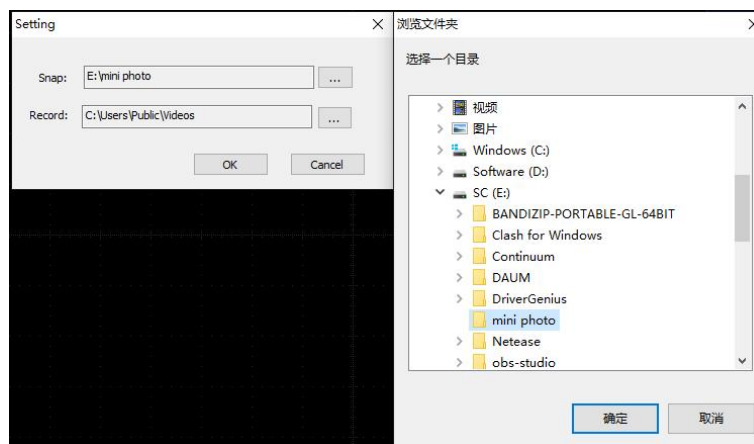 Setting
Snap:
E:\mini photo
...
Record:
C:\Users\Public\Videos
...
OK
Cancel
浏览文件夹
选择一个目录
视频
图片
Windows (C:)
Software (D:)
SC (E:)
BANDIZIP-PORTABLE-GL-64BIT
Clash for Windows
Continuum
DAUM
DriverGenius
mini photo
Netease
obs-studio
确定
取消